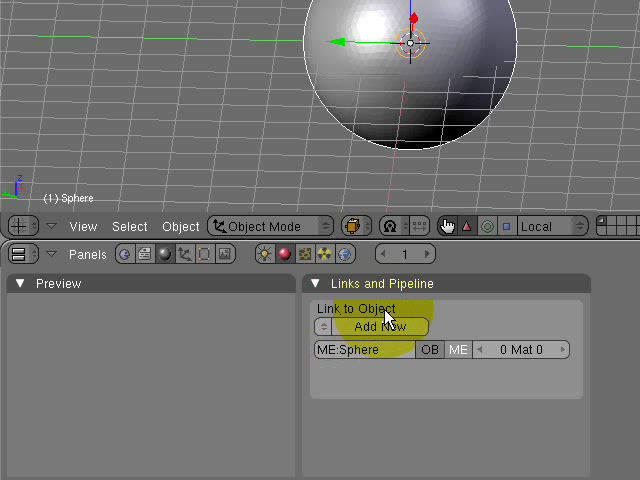 z
y
(1) Sphere
View Select Object Object Mode Local
Panels 1
Preview
Links and Pipeline
Link to Object
Add New
ME:Sphere OB ME 0 Mat 0